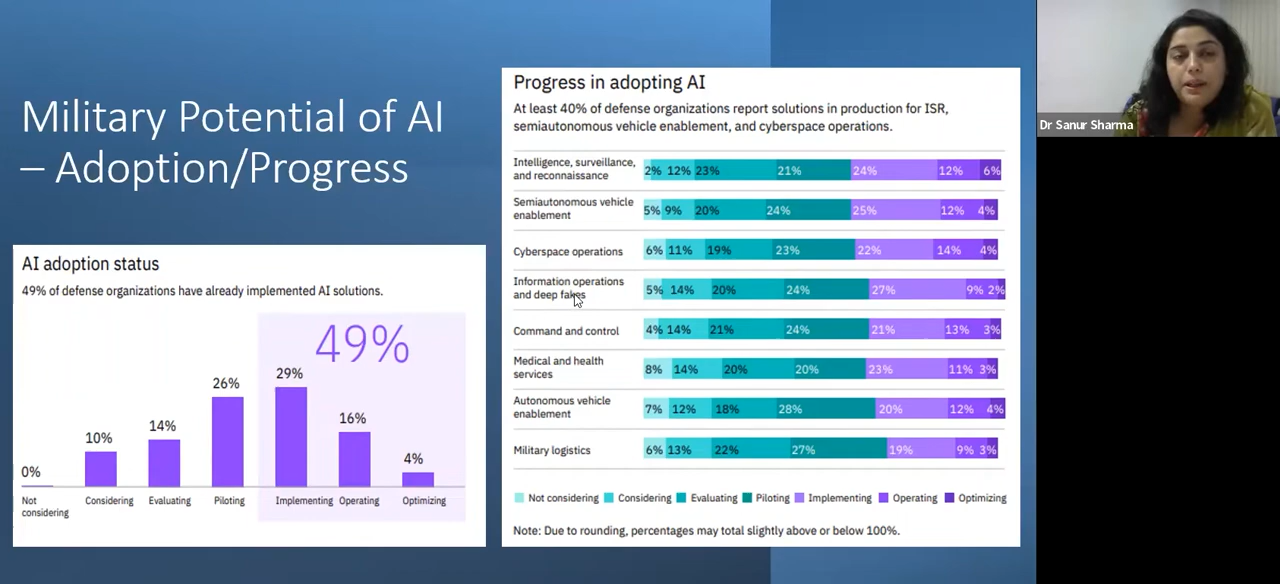 Military Potential of AI
– Adoption/Progress
AI adoption status
49% of defense organizations have already implemented AI solutions.
49%
0%
10%
14%
26%
29%
16%
4%
Not
considering
Considering
Evaluating
Piloting
Implementing
Operating
Optimizing
Progress in adopting AI
At least 40% of defense organizations report solutions in production for ISR,
semiautonomous vehicle enablement, and cyberspace operations.
Intelligence, surveillance,
and reconnaissance
2% 12% 23% 21% 24% 12% 6%
Semiautonomous vehicle
enablement
5% 9% 20% 24% 25% 12% 4%
Cyberspace operations
6% 11% 19% 23% 22% 14% 4%
Information operations
and deep fakes
5% 14% 20% 24% 27% 9% 2%
Command and control
4% 14% 21% 24% 21% 13% 3%
Medical and health
services
8% 14% 20% 20% 23% 11% 3%
Autonomous vehicle
enablement
7% 12% 18% 28% 20% 12% 4%
Military logistics
6% 13% 22% 27% 19% 9% 3%
Not considering Considering Evaluating Piloting Implementing Operating Optimizing
Note: Due to rounding, percentages may total slightly above or below 100%.
Dr Sanur Sharma